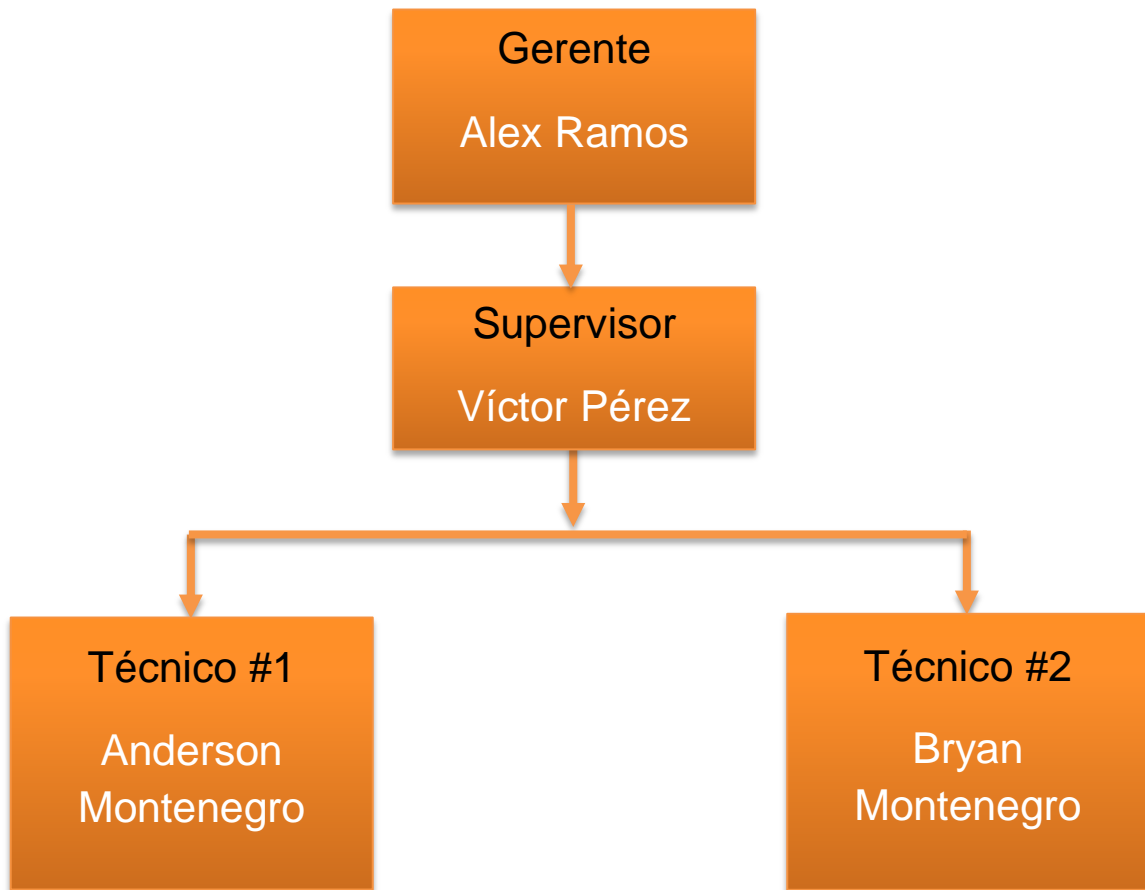 Gerente
Alex Ramos
Supervisor
Víctor Pérez
Técnico #1
Anderson
Montenegro
Técnico #2
Bryan
Montenegro